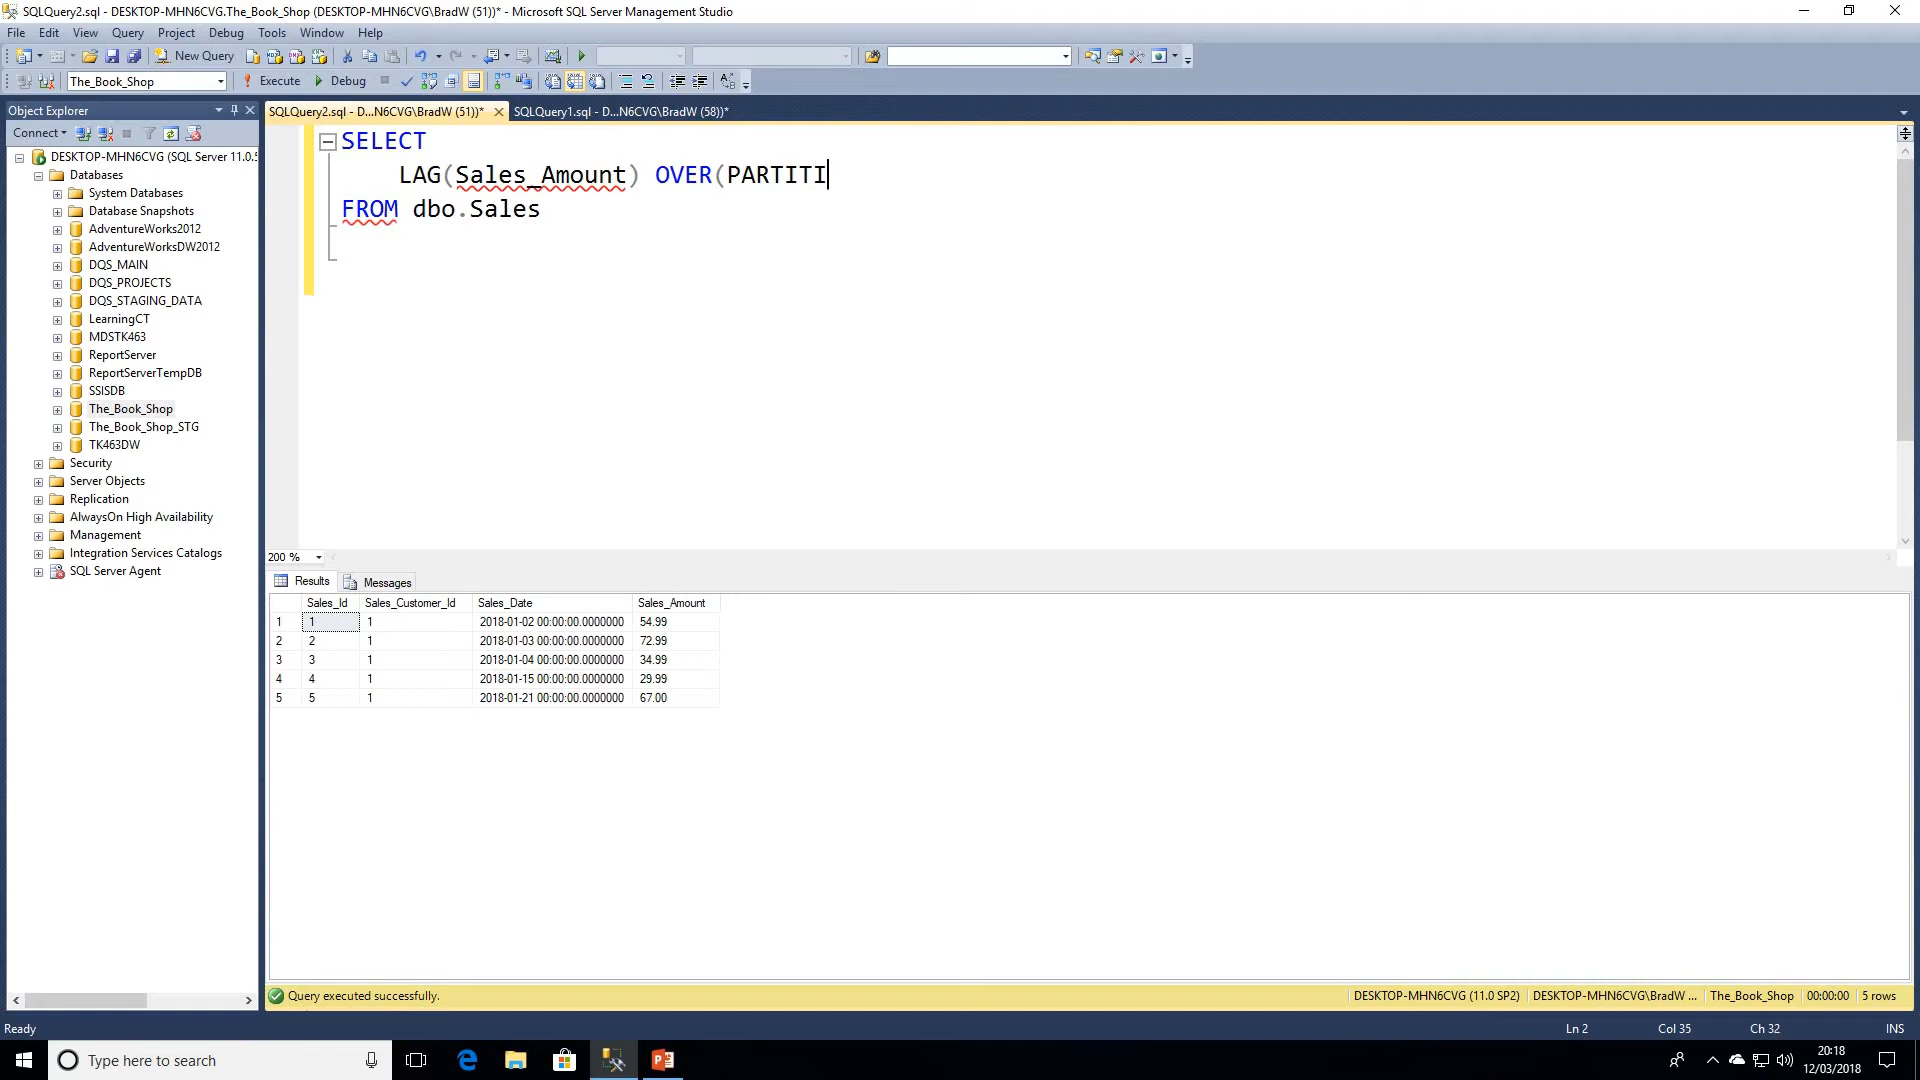 SQLQuery2.sql - DESKTOP-MHN6CVG.The_Book_Shop (DESKTOP-MHN6CVG\BradW (51))* - Microsoft SQL Server Management Studio
File Edit View Query Project Debug Tools Window Help
New Query
The_Book_Shop Execute Debug
Object Explorer
SQLQuery2.sql - D...N6CVG\BradW (51))* SQLQuery1.sql - D...N6CVG\BradW (58))*
Connect
DESKTOP-MHN6CVG (SQL Server 11.0.5
Databases
System Databases
Database Snapshots
AdventureWorks2012
AdventureWorksDW2012
DQS_MAIN
DQS_PROJECTS
DQS_STAGING_DATA
LearningCT
MDSTK463
ReportServer
ReportServerTempDB
SSISDB
The_Book_Shop
The_Book_Shop_STG
TK463DW
Security
Server Objects
Replication
AlwaysOn High Availability
Management
Integration Services Catalogs
SQL Server Agent
SELECT
LAG(Sales_Amount) OVER(PARTITI
FROM dbo.Sales
200 %
Results Messages
Sales_Id Sales_Customer_Id Sales_Date Sales_Amount
1 1 1 2018-01-02 00:00:00.0000000 54.99
2 2 1 2018-01-03 00:00:00.0000000 72.99
3 3 1 2018-01-04 00:00:00.0000000 34.99
4 4 1 2018-01-15 00:00:00.0000000 29.99
5 5 1 2018-01-21 00:00:00.0000000 67.00
Query executed successfully. DESKTOP-MHN6CVG (11.0 SP2) DESKTOP-MHN6CVG\BradW ... The_Book_Shop 00:00:00 5 rows
Ready Ln 2 Col 35 Ch 32 INS
Type here to search
20:18
12/03/2018